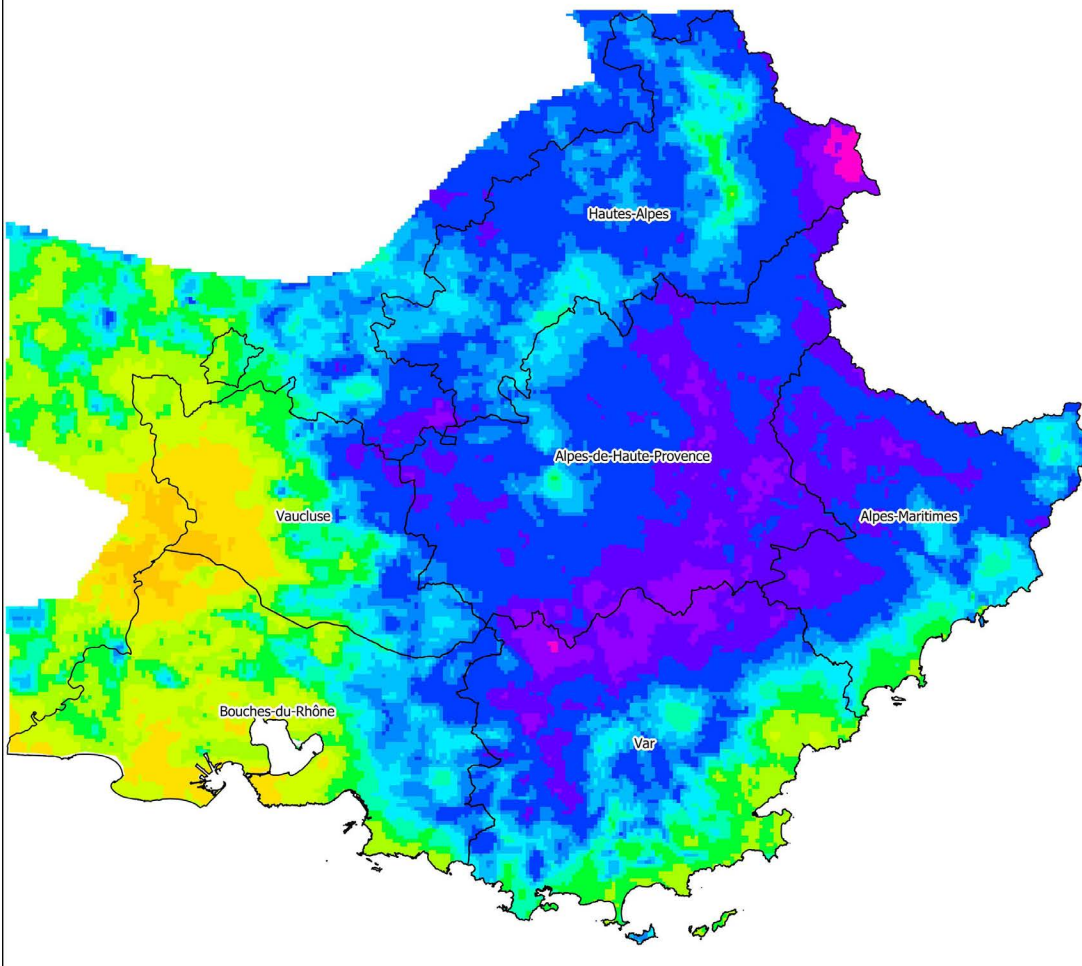 Hautes-Alpes
Alpes-de-Haute-Provence
Vaucluse
Alpes-Maritimes
Bouches-du-Rhône
Var